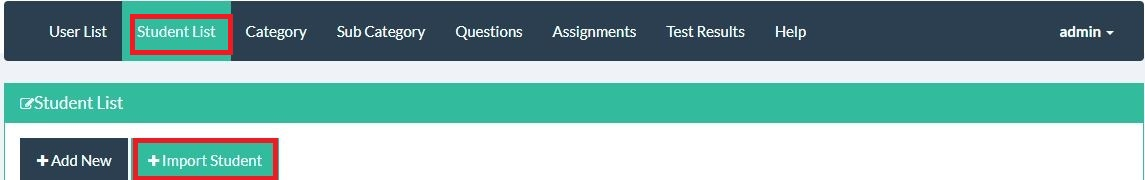 User List Student List Category Sub Category Questions Assignments Test Results Help admin
Student List
+ Add New + Import Student